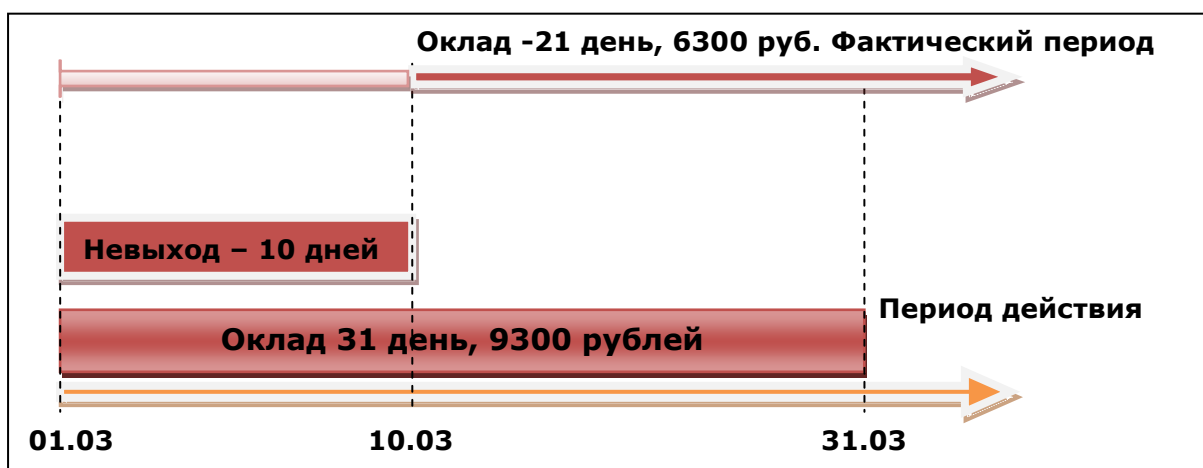 Оклад -21 день, 6300 руб. Фактический период
Невыход – 10 дней
Период действия
Оклад 31 день, 9300 рублей
01.03
10.03
31.03